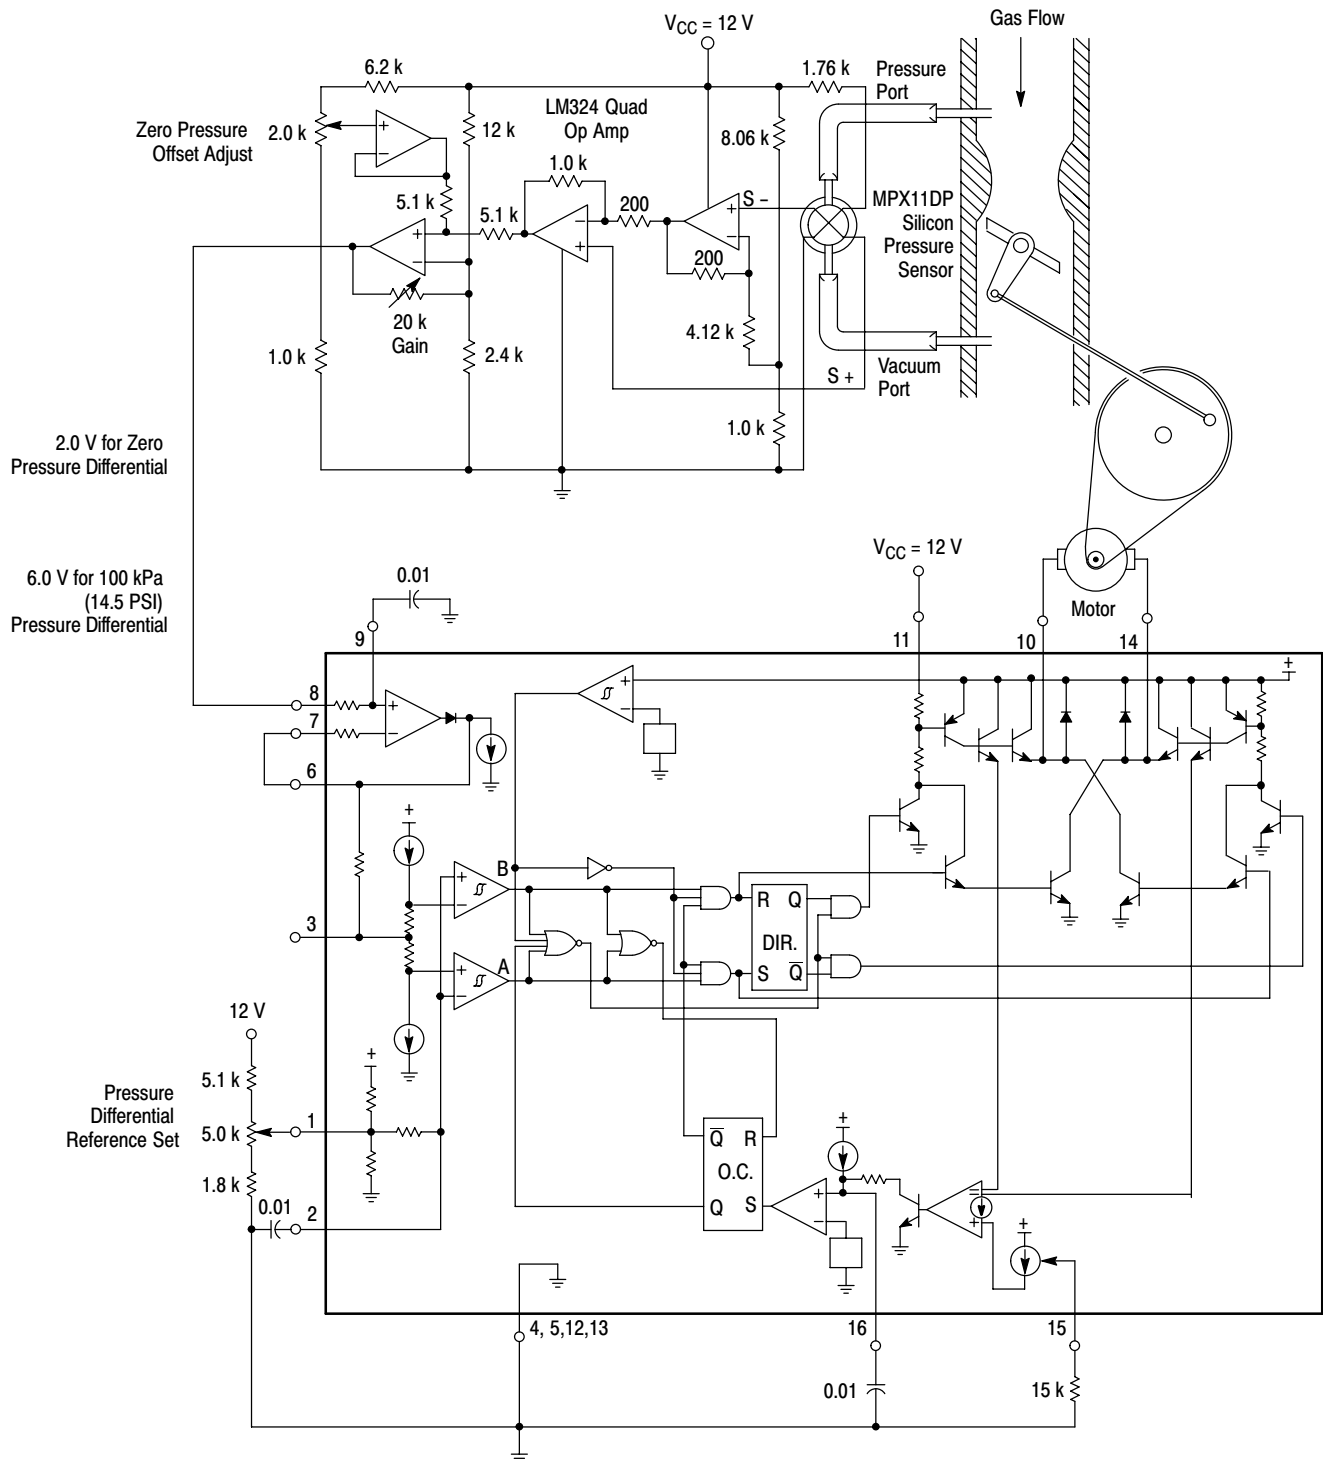 V_CC = 12 V
Gas Flow
6.2 k
1.76 k
Pressure
Port
LM324 Quad
Op Amp
Zero Pressure
Offset Adjust
2.0 k
+
−
12 k
8.06 k
1.0 k
5.1 k
5.1 k
200
S −
+
−
−
+
+
−
200
MPX11DP
Silicon
Pressure
Sensor
20 k
Gain
4.12 k
1.0 k
2.4 k
Vacuum
Port
S +
1.0 k
2.0 V for Zero
Pressure Differential
V_CC = 12 V
6.0 V for 100 kPa
(14.5 PSI)
Pressure Differential
0.01
Motor
9
11
10
14
+
8
+
−
7
+
−
6
+
B
+
−
R
Q
3
DIR.
A
+
−
S
Q̅
12 V
5.1 k
+
Pressure
Differential
Reference Set
5.0 k
1
+
Q̅
R
O.C.
1.8 k
Q
S
+
−
=
+
+
0.01
2
4, 5,12,13
16
15
0.01
15 k